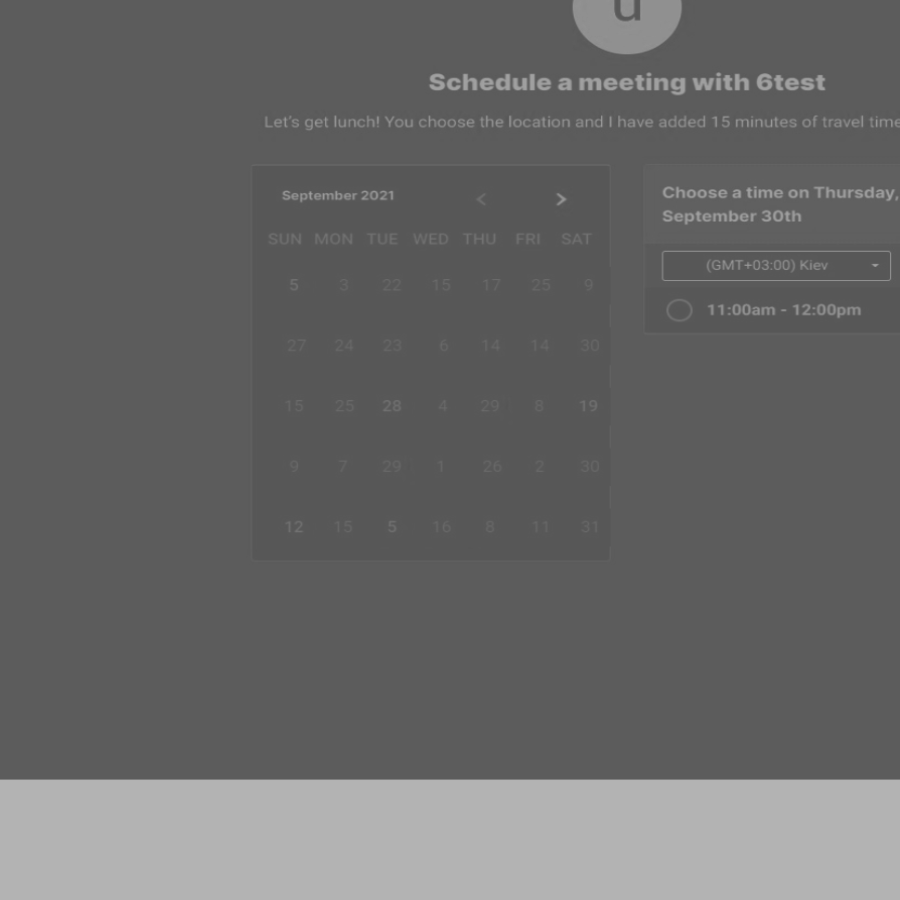 u
Schedule a meeting with 6test
Let's get lunch! You choose the location and I have added 15 minutes of travel time
September 2021 < >
SUN MON TUE WED THU FRI SAT
5 3 22 15 17 25 9
27 24 23 6 14 14 30
15 25 28 4 29 8 19
9 7 29 1 26 2 30
12 15 5 16 8 11 31
Choose a time on Thursday,
September 30th
(GMT+03:00) Kiev
11:00am - 12:00pm